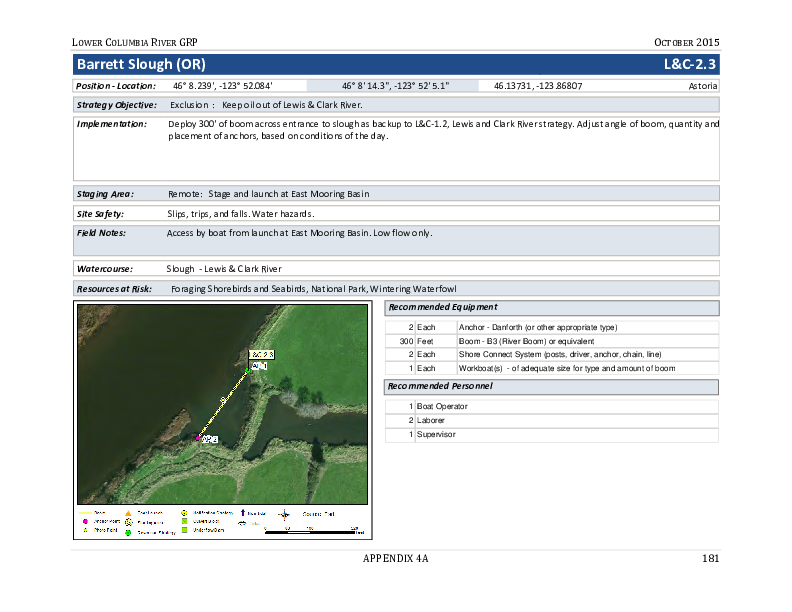 LOWER COLUMBIA RIVER GRP OCTOBER 2015
Barrett Slough (OR) L&C-2.3
Position - Location: 46° 8.239', -123° 52.084' 46° 8' 14.3", -123° 52' 5.1" 46.13731, -123.86807 Astoria
Strategy Objective: Exclusion : Keep oil out of Lewis & Clark River.
Implementation: Deploy 300' of boom across entrance to slough as backup to L&C-1.2, Lewis and Clark River strategy. Adjust angle of boom, quantity and
placement of anchors, based on conditions of the day.
Staging Area: Remote: Stage and launch at East Mooring Basin
Site Safety: Slips, trips, and falls. Water hazards.
Field Notes: Access by boat from launch at East Mooring Basin. Low flow only.
Watercourse: Slough - Lewis & Clark River
Resources at Risk: Foraging Shorebirds and Seabirds, National Park, Wintering Waterfowl
Recommended Equipment
2 Each Anchor - Danforth (or other appropriate type)
300 Feet Boom - B3 (River Boom) or equivalent
2 Each Shore Connect System (posts, driver, anchor, chain, line)
1 Each Workboat(s) - of adequate size for type and amount of boom
Recommended Personnel
1 Boat Operator
2 Laborer
1 Supervisor
L&C-2.3
AP 2
Anchor Point
Photo Point
APPENDIX 4A 181